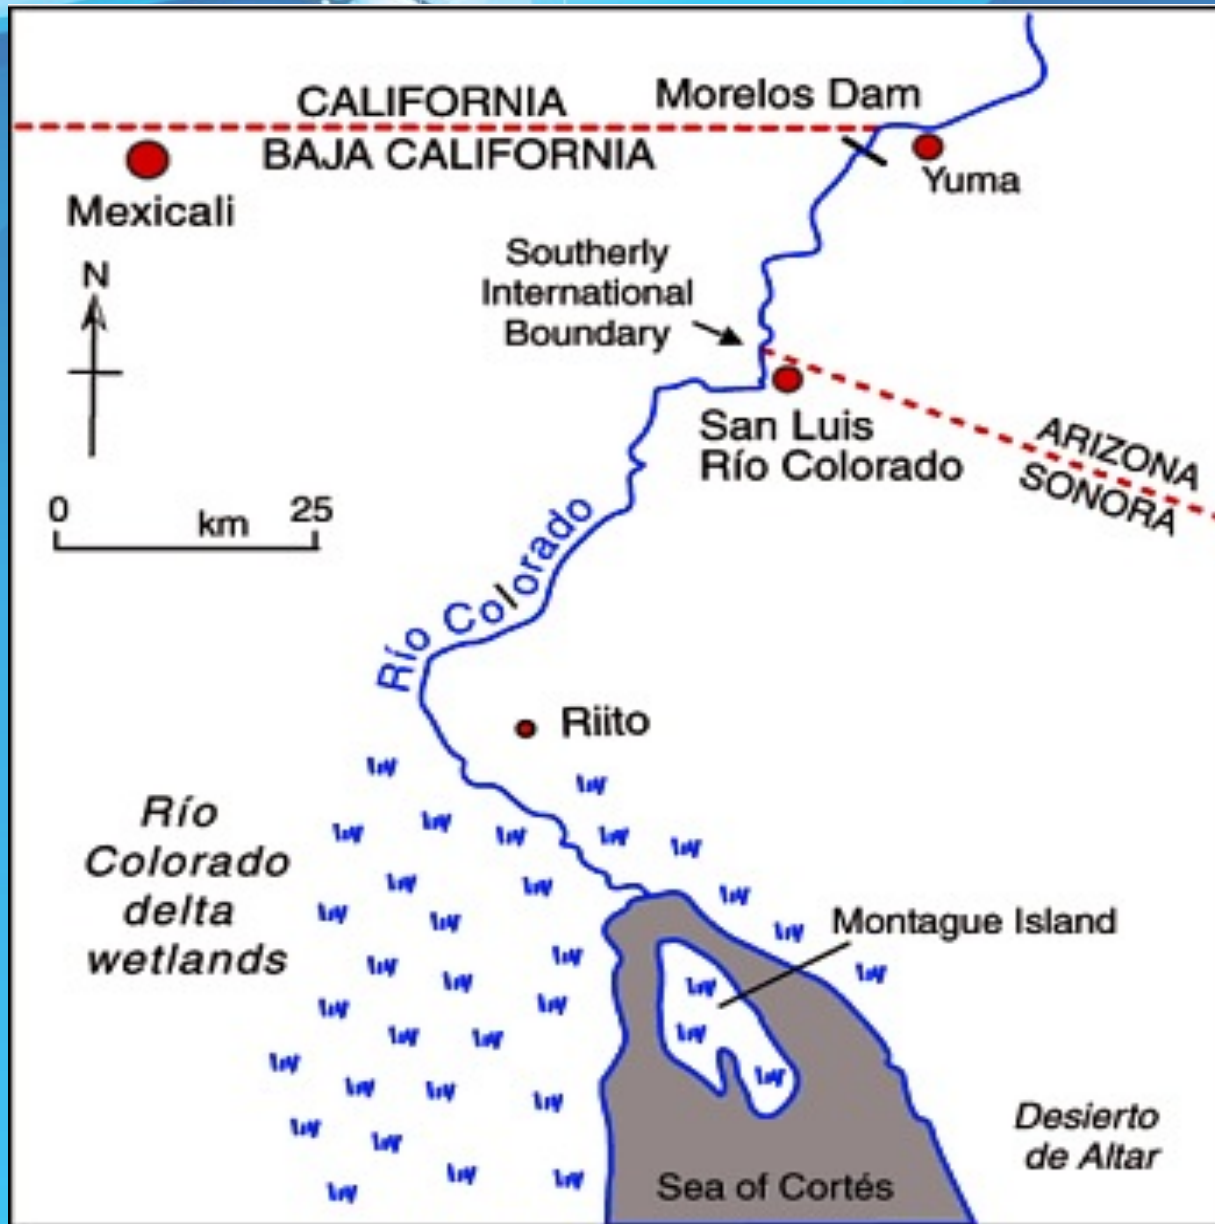 CALIFORNIA
Morelos Dam
BAJA CALIFORNIA
Mexicali
Yuma
N
Southerly
International
Boundary
San Luis
Río Colorado
ARIZONA
SONORA
0 km 25
Río Colorado
Riito
Río
Colorado
delta
wetlands
Montague Island
Desierto
de Altar
Sea of Cortés